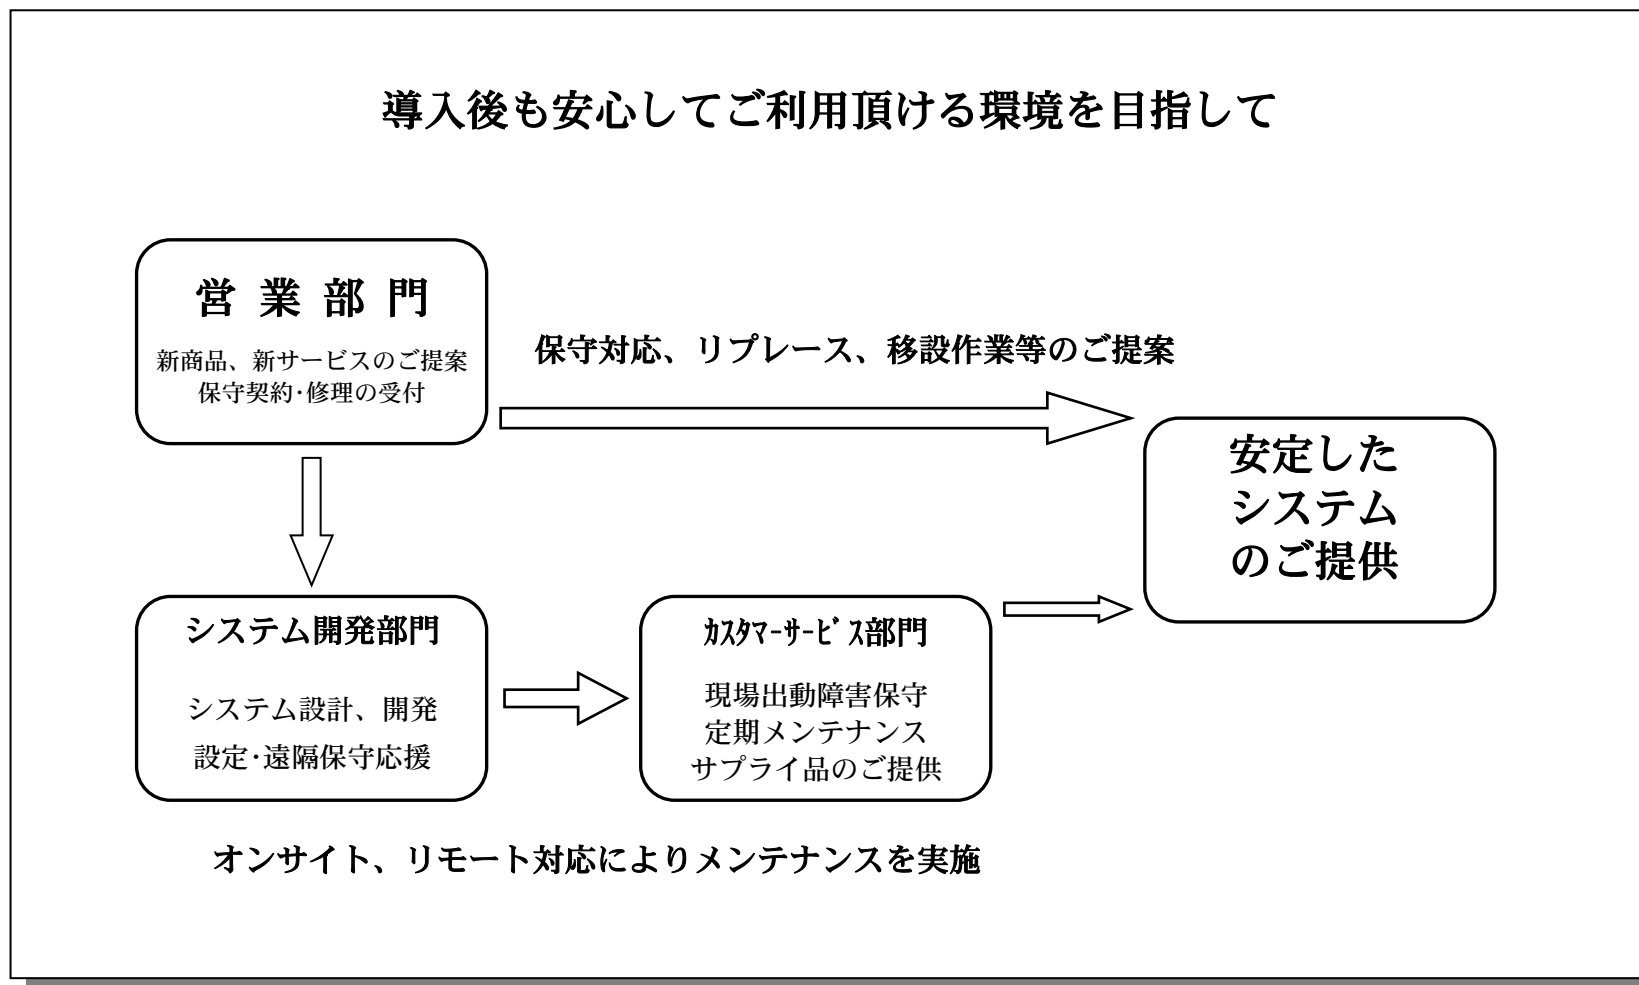 導入後も安心してご利用頂ける環境を目指して
営業部門
新商品、新サービスのご提案
保守契約･修理の受付
保守対応、リプレース、移設作業等のご提案
安定した
システム
のご提供
システム開発部門
システム設計、開発
設定･遠隔保守応援
ｶｽﾀﾏｰｻｰﾋﾞｽ部門
現場出動障害保守
定期メンテナンス
サプライ品のご提供
オンサイト、リモート対応によりメンテナンスを実施